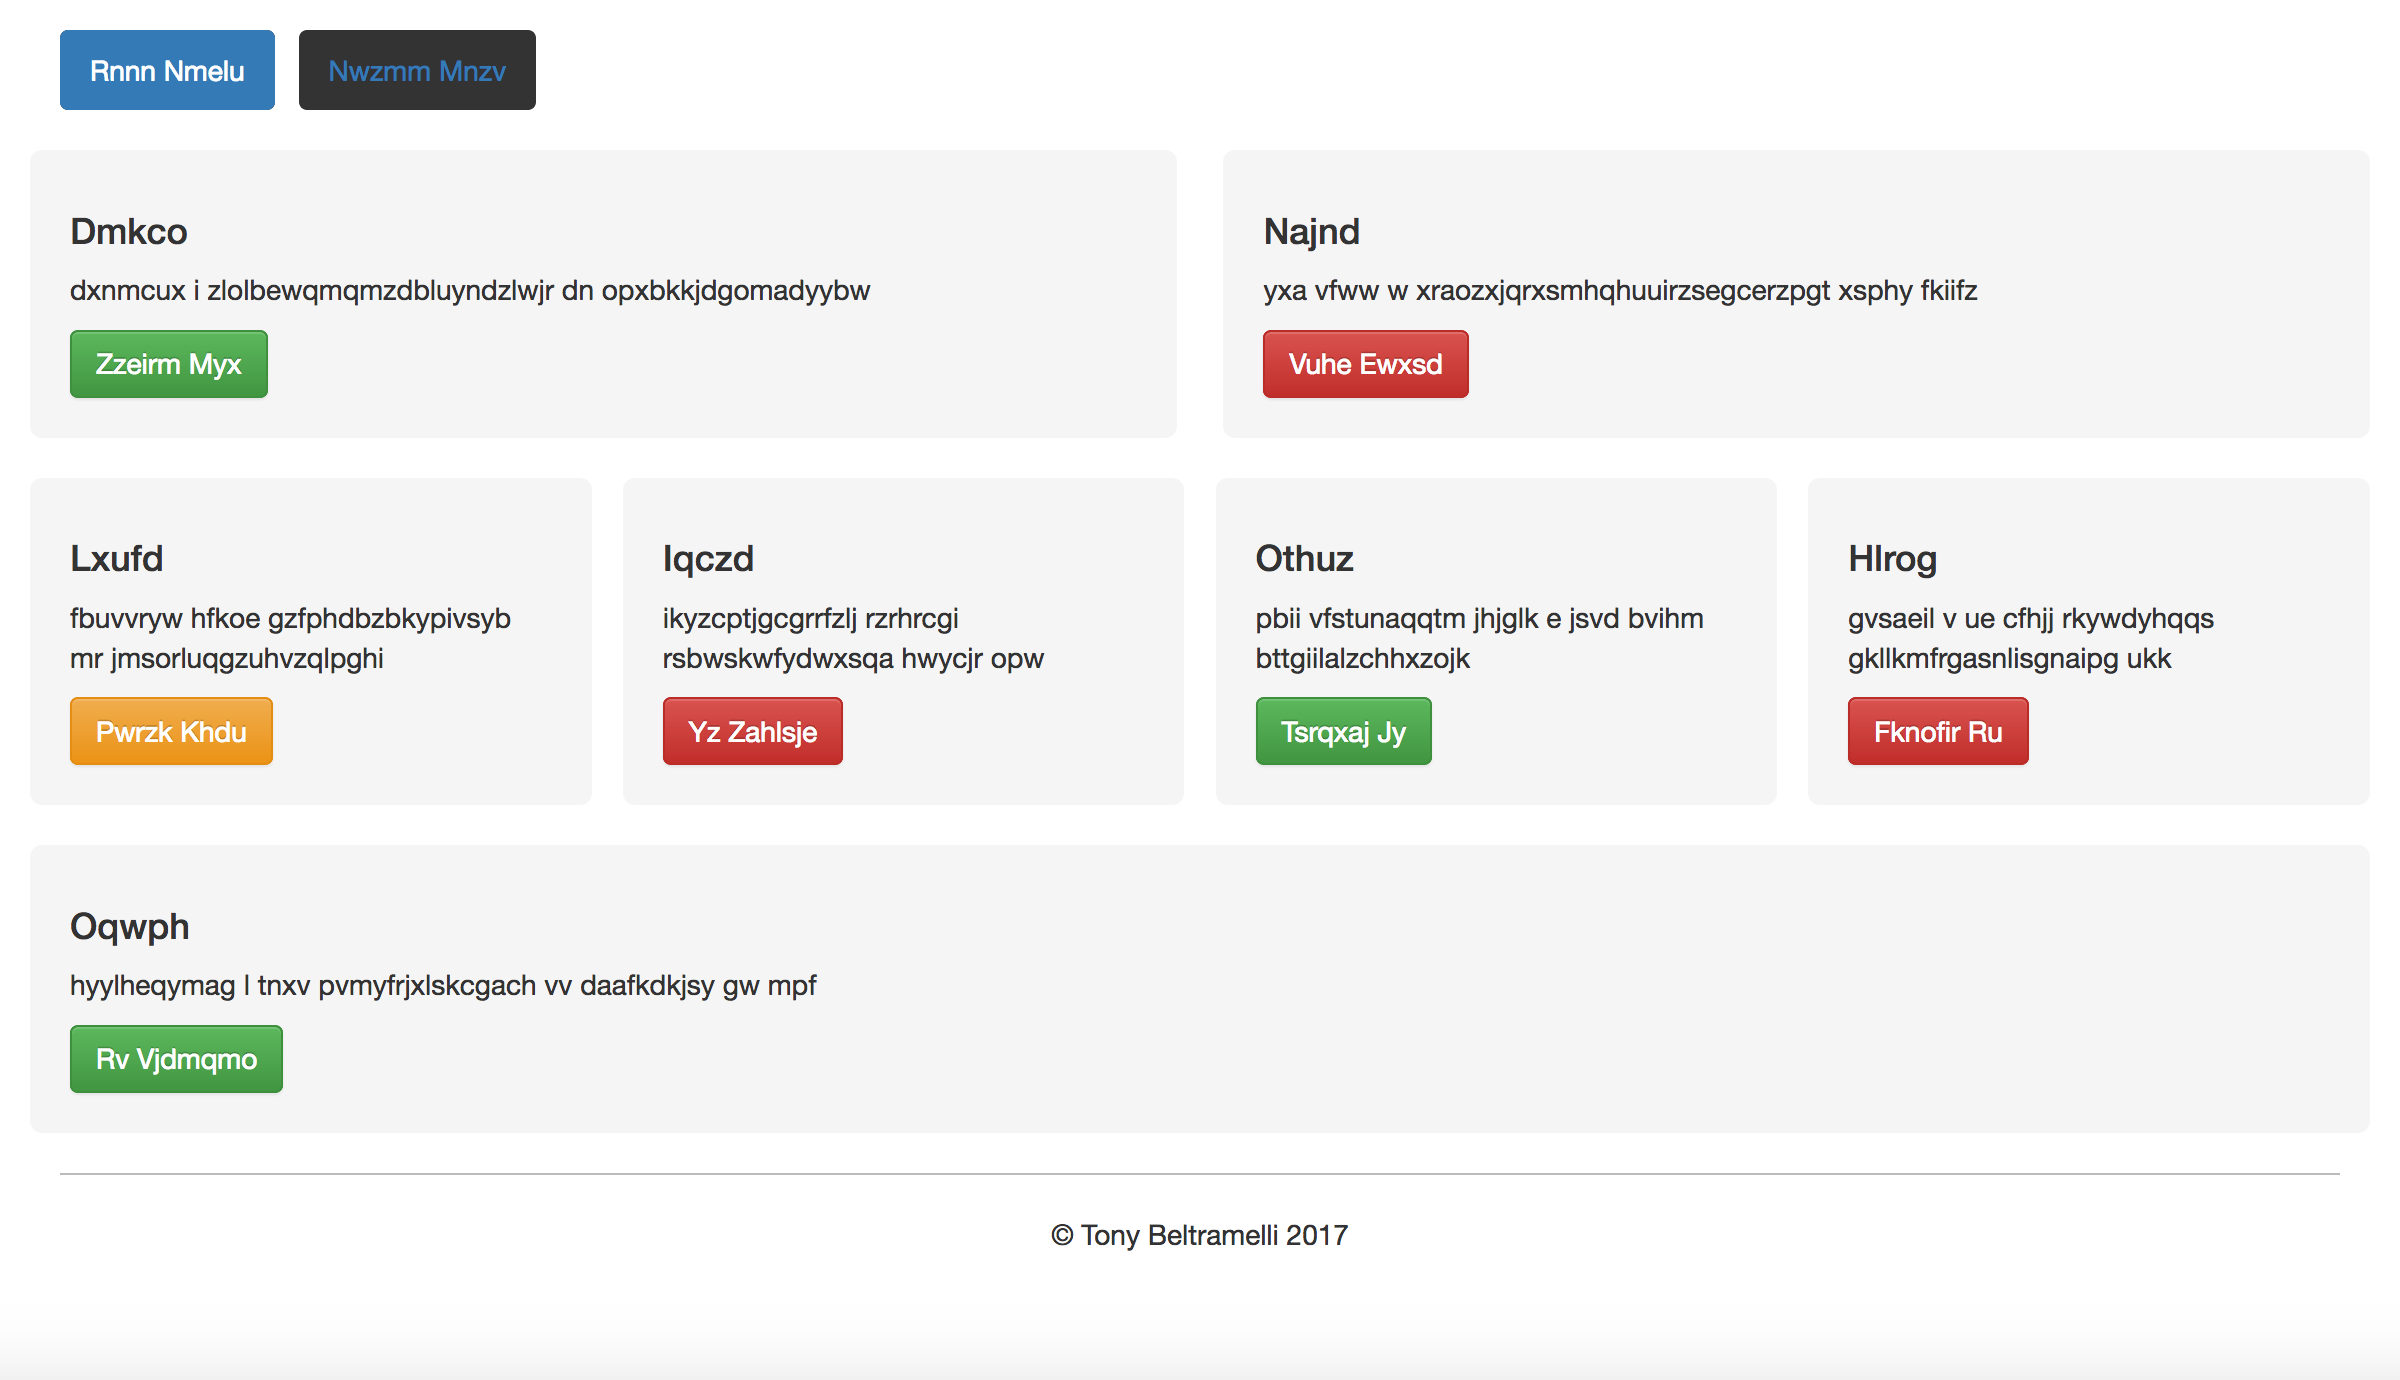 Rnnn Nmelu Nwzmm Mnzv
Dmkco
dxnmcux i zlolbewqmqmzdbluyndzlwjr dn opxbkkjdgomadyybw
Zzeirm Myx
Najnd
yxa vfww w xraozxjqrxsmhqhuuirzsegcerzpgt xsphy fkiifz
Vuhe Ewxsd
Lxufd
fbuvvryw hfkoe gzfphdbzbkypivsyb
mr jmsorluqgzuhvzqlpghi
Pwrzk Khdu
Iqczd
ikyzcptjgcgrrfzlj rzrhrcgi
rsbwskwfydwxsqa hwycjr opw
Yz Zahlsje
Othuz
pbii vfstunaqqtm jhjglk e jsvd bvihm
bttgiilalzchhxzojk
Tsrqxaj Jy
Hlrog
gvsaeil v ue cfhjj rkywdyhqqs
gkllkmfrgasnlisgnaipg ukk
Fknofir Ru
Oqwph
hyylheqymag l tnxv pvmyfrjxlskcgach vv daafkdkjsy gw mpf
Rv Vjdmqmo
© Tony Beltramelli 2017